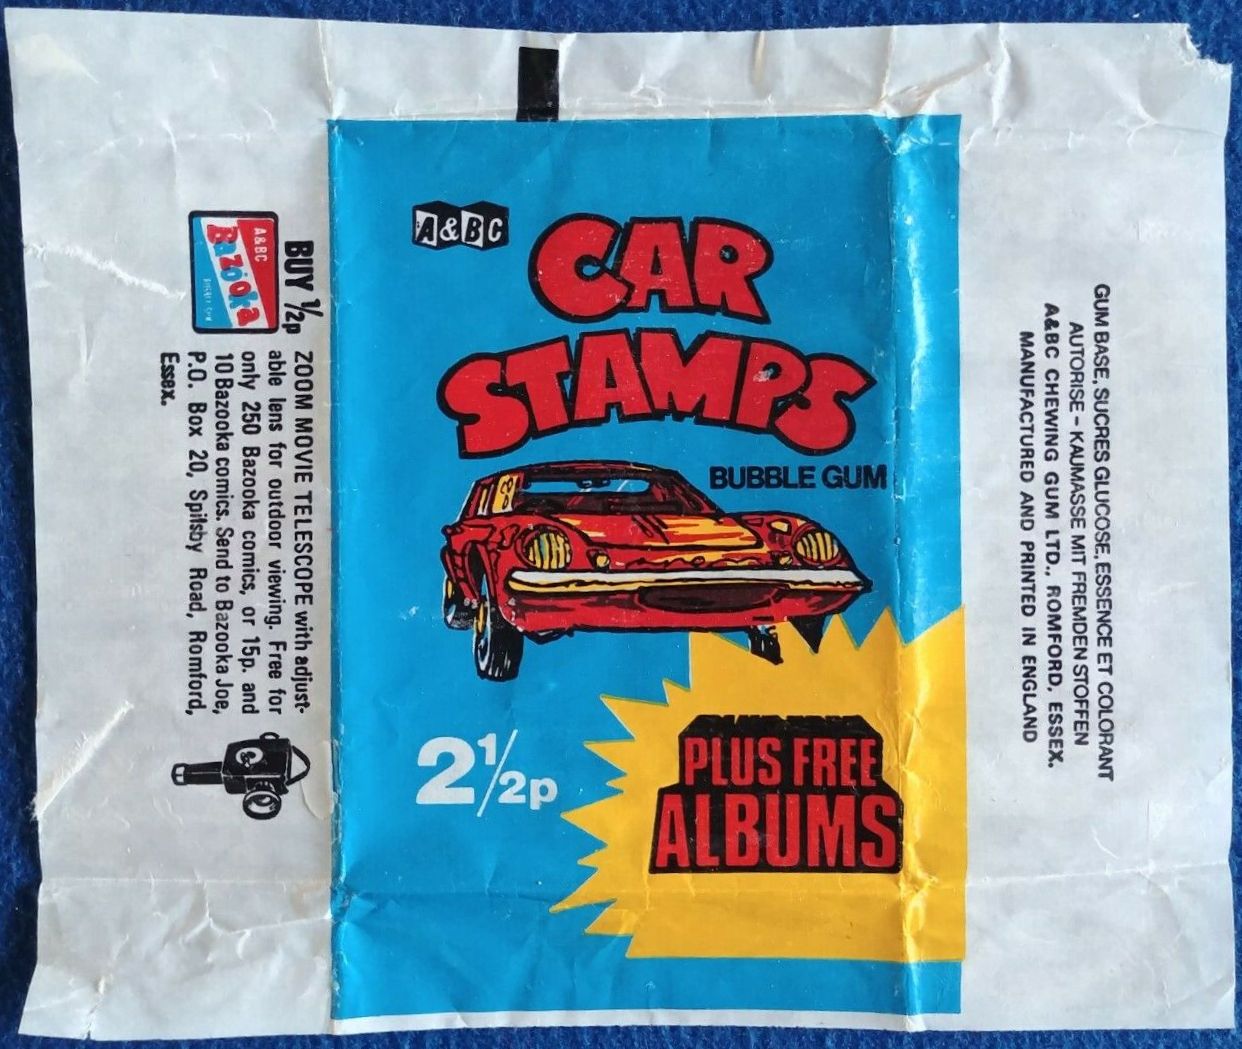 A&BC
CAR
STAMPS
BUBBLE GUM
2 1/2p
PLUS FREE
ALBUMS
BUY 1/2p
A&BC
Bazooka
ZOOM MOVIE TELESCOPE with adjust-
able lens for outdoor viewing. Free for
only 250 Bazooka comics, or 15p. and
10 Bazooka comics. Send to Bazooka Joe,
P.O. Box 20, Spilsby Road, Romford,
Essex.
GUM BASE, SUCRES GLUCOSE, ESSENCE ET COLORANT
AUTORISE – KAUMASSE MIT FREMDEN STOFFEN
A&BC CHEWING GUM LTD., ROMFORD, ESSEX.
MANUFACTURED AND PRINTED IN ENGLAND